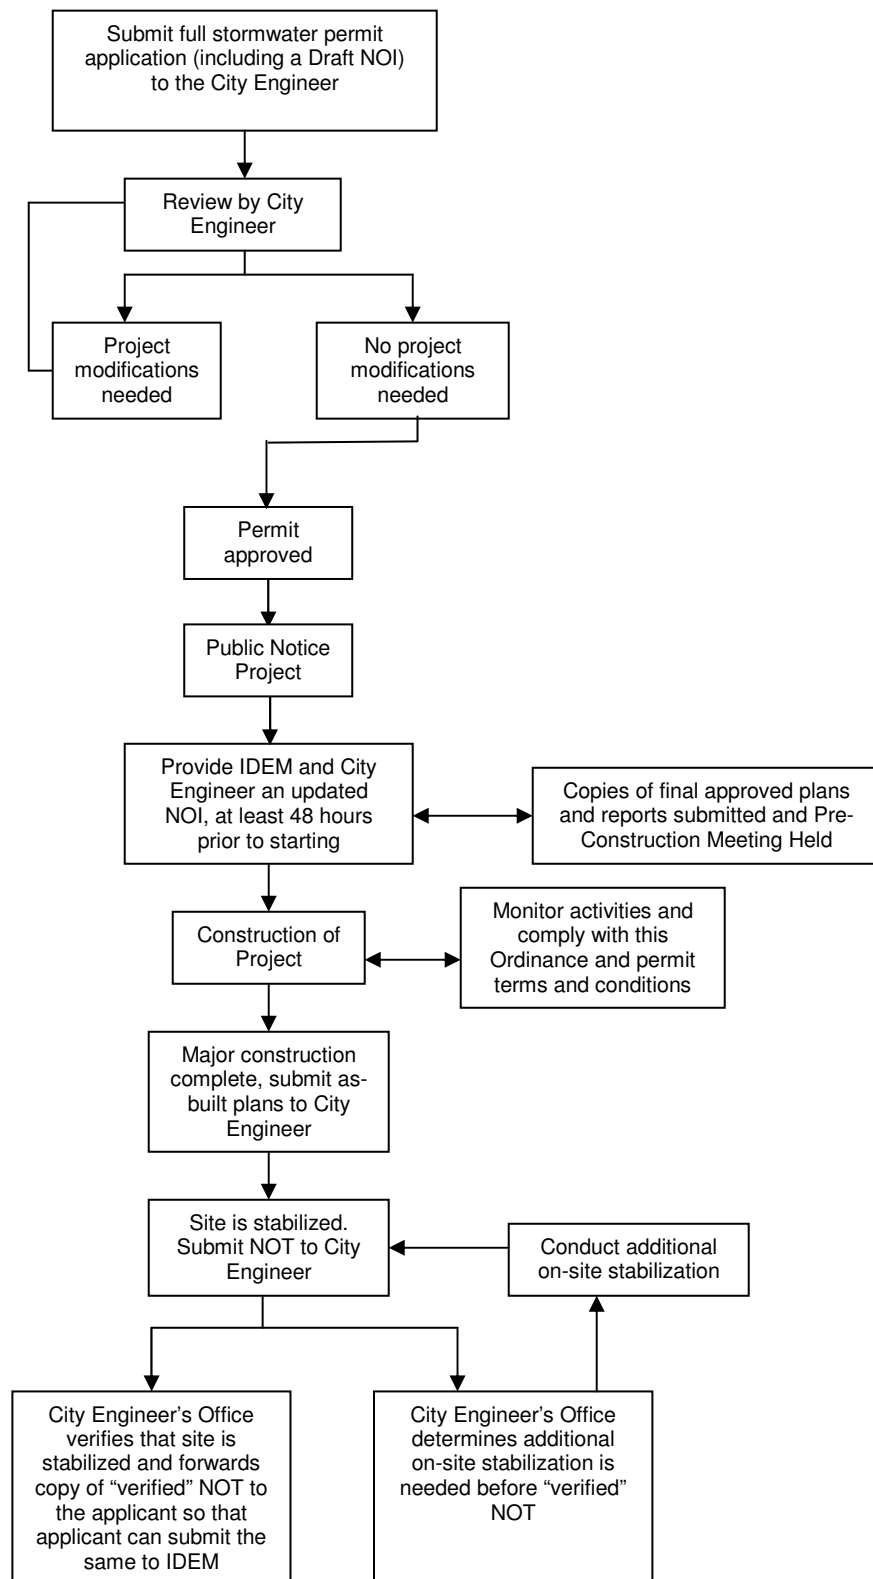 Submit full stormwater permit
application (including a Draft NOI)
to the City Engineer
Review by City
Engineer
Project
modifications
needed
No project
modifications
needed
Permit
approved
Public Notice
Project
Provide IDEM and City
Engineer an updated
NOI, at least 48 hours
prior to starting
Copies of final approved plans
and reports submitted and Pre-
Construction Meeting Held
Construction of
Project
Monitor activities and
comply with this
Ordinance and permit
terms and conditions
Major construction
complete, submit as-
built plans to City
Engineer
Site is stabilized.
Submit NOT to City
Engineer
Conduct additional
on-site stabilization
City Engineer's Office
verifies that site is
stabilized and forwards
copy of “verified” NOT to
the applicant so that
applicant can submit the
same to IDEM
City Engineer's Office
determines additional
on-site stabilization is
needed before “verified”
NOT